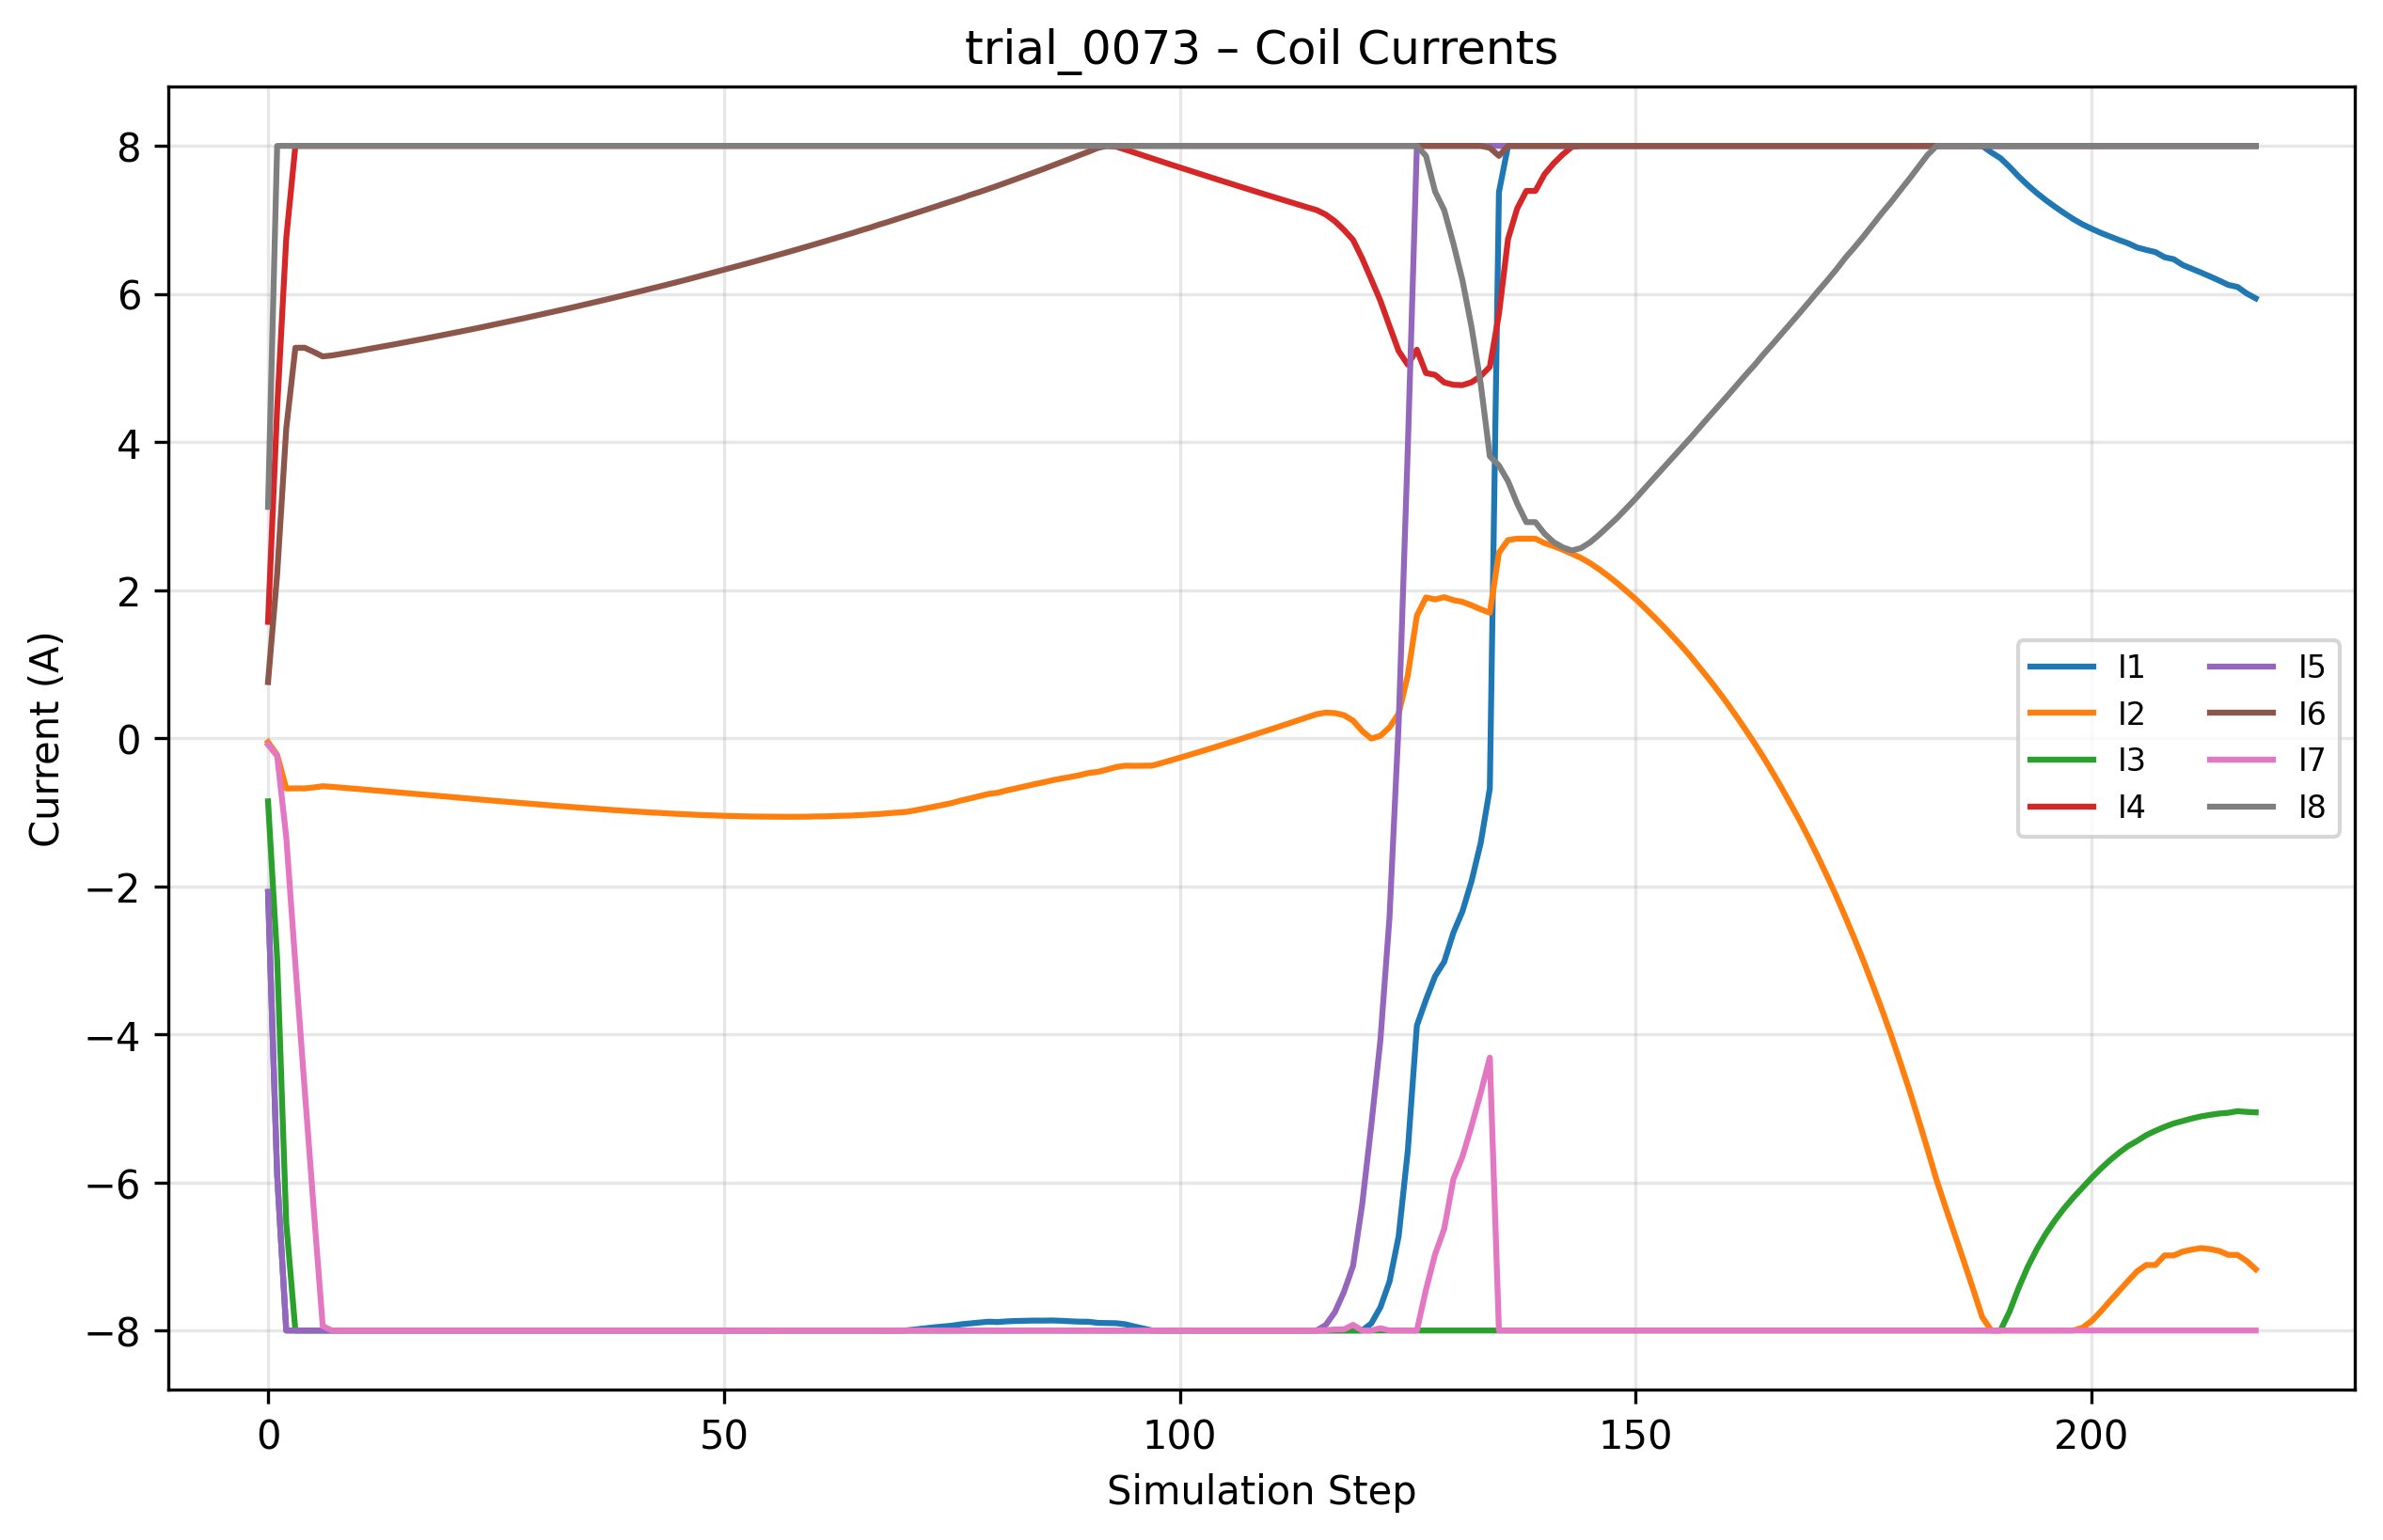 trial_0073 – Coil Currents
Current (A)
8
6
4
2
0
−2
−4
−6
−8
I1
I2
I3
I4
I5
I6
I7
I8
0
50
100
150
200
Simulation Step